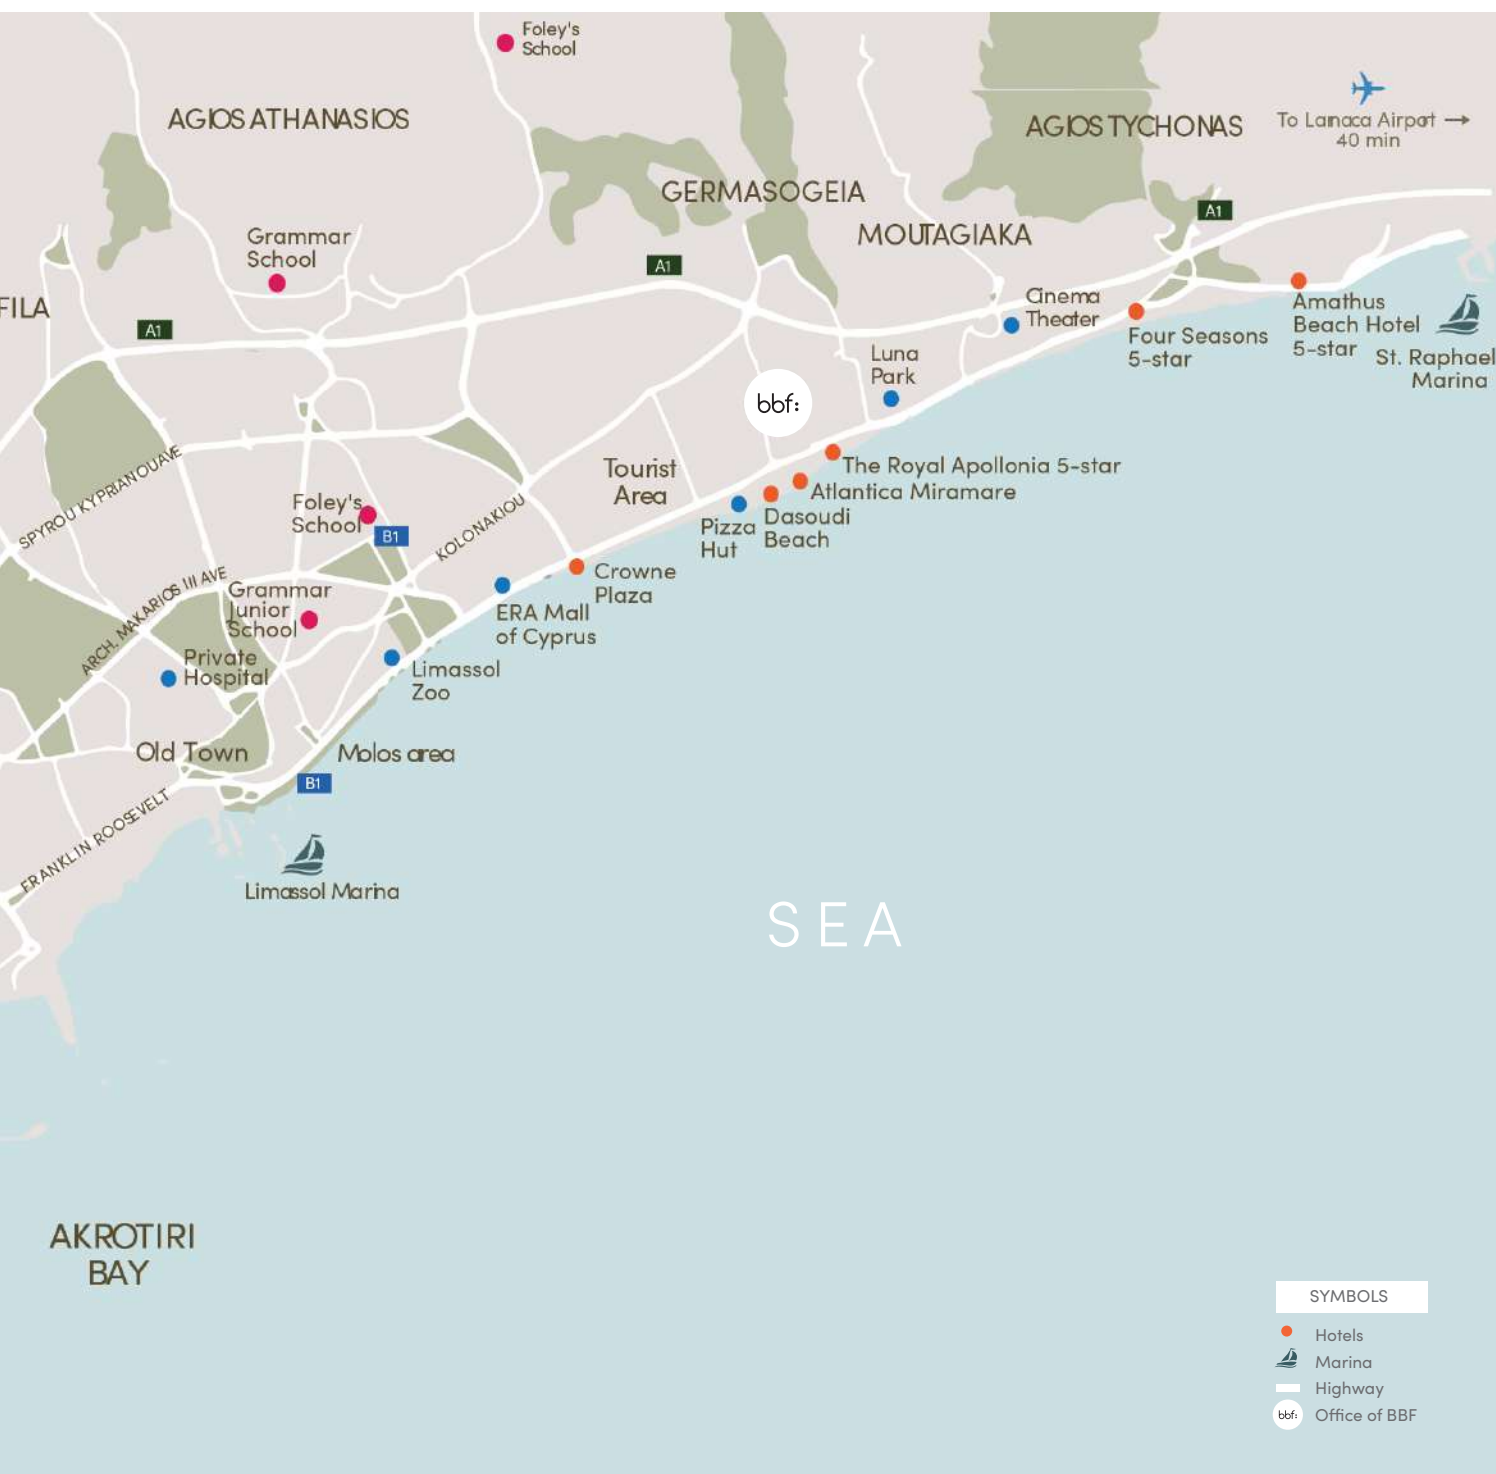 Foley's
School
AGIOS ATHANASIOS
AGIOS TYCHONAS
To Larnaca Airport →
40 min
GERMASOGEIA
A1
MOUTAGIAKA
Grammar
School
A1
FILA
A1
Cinema
Theater
Amathus
Beach Hotel
5-star
Four Seasons
5-star
St. Raphael
Marina
Luna
Park
bbf:
SPYROU KYPRIANOU AVE
Tourist
Area
The Royal Apollonia 5-star
Atlantica Miramare
Foley's
School
B1
KOLONAKIOU
Pizza
Hut
Dasoudi
Beach
ARCH. MAKARIOS III AVE
Grammar
Junior
School
Crowne
Plaza
ERA Mall
of Cyprus
Private
Hospital
Limassol
Zoo
Old Town
Molos area
B1
FRANKLIN ROOSEVELT
Limassol Marina
SEA
AKROTIRI
BAY
SYMBOLS
Hotels
Marina
Highway
bbf: Office of BBF